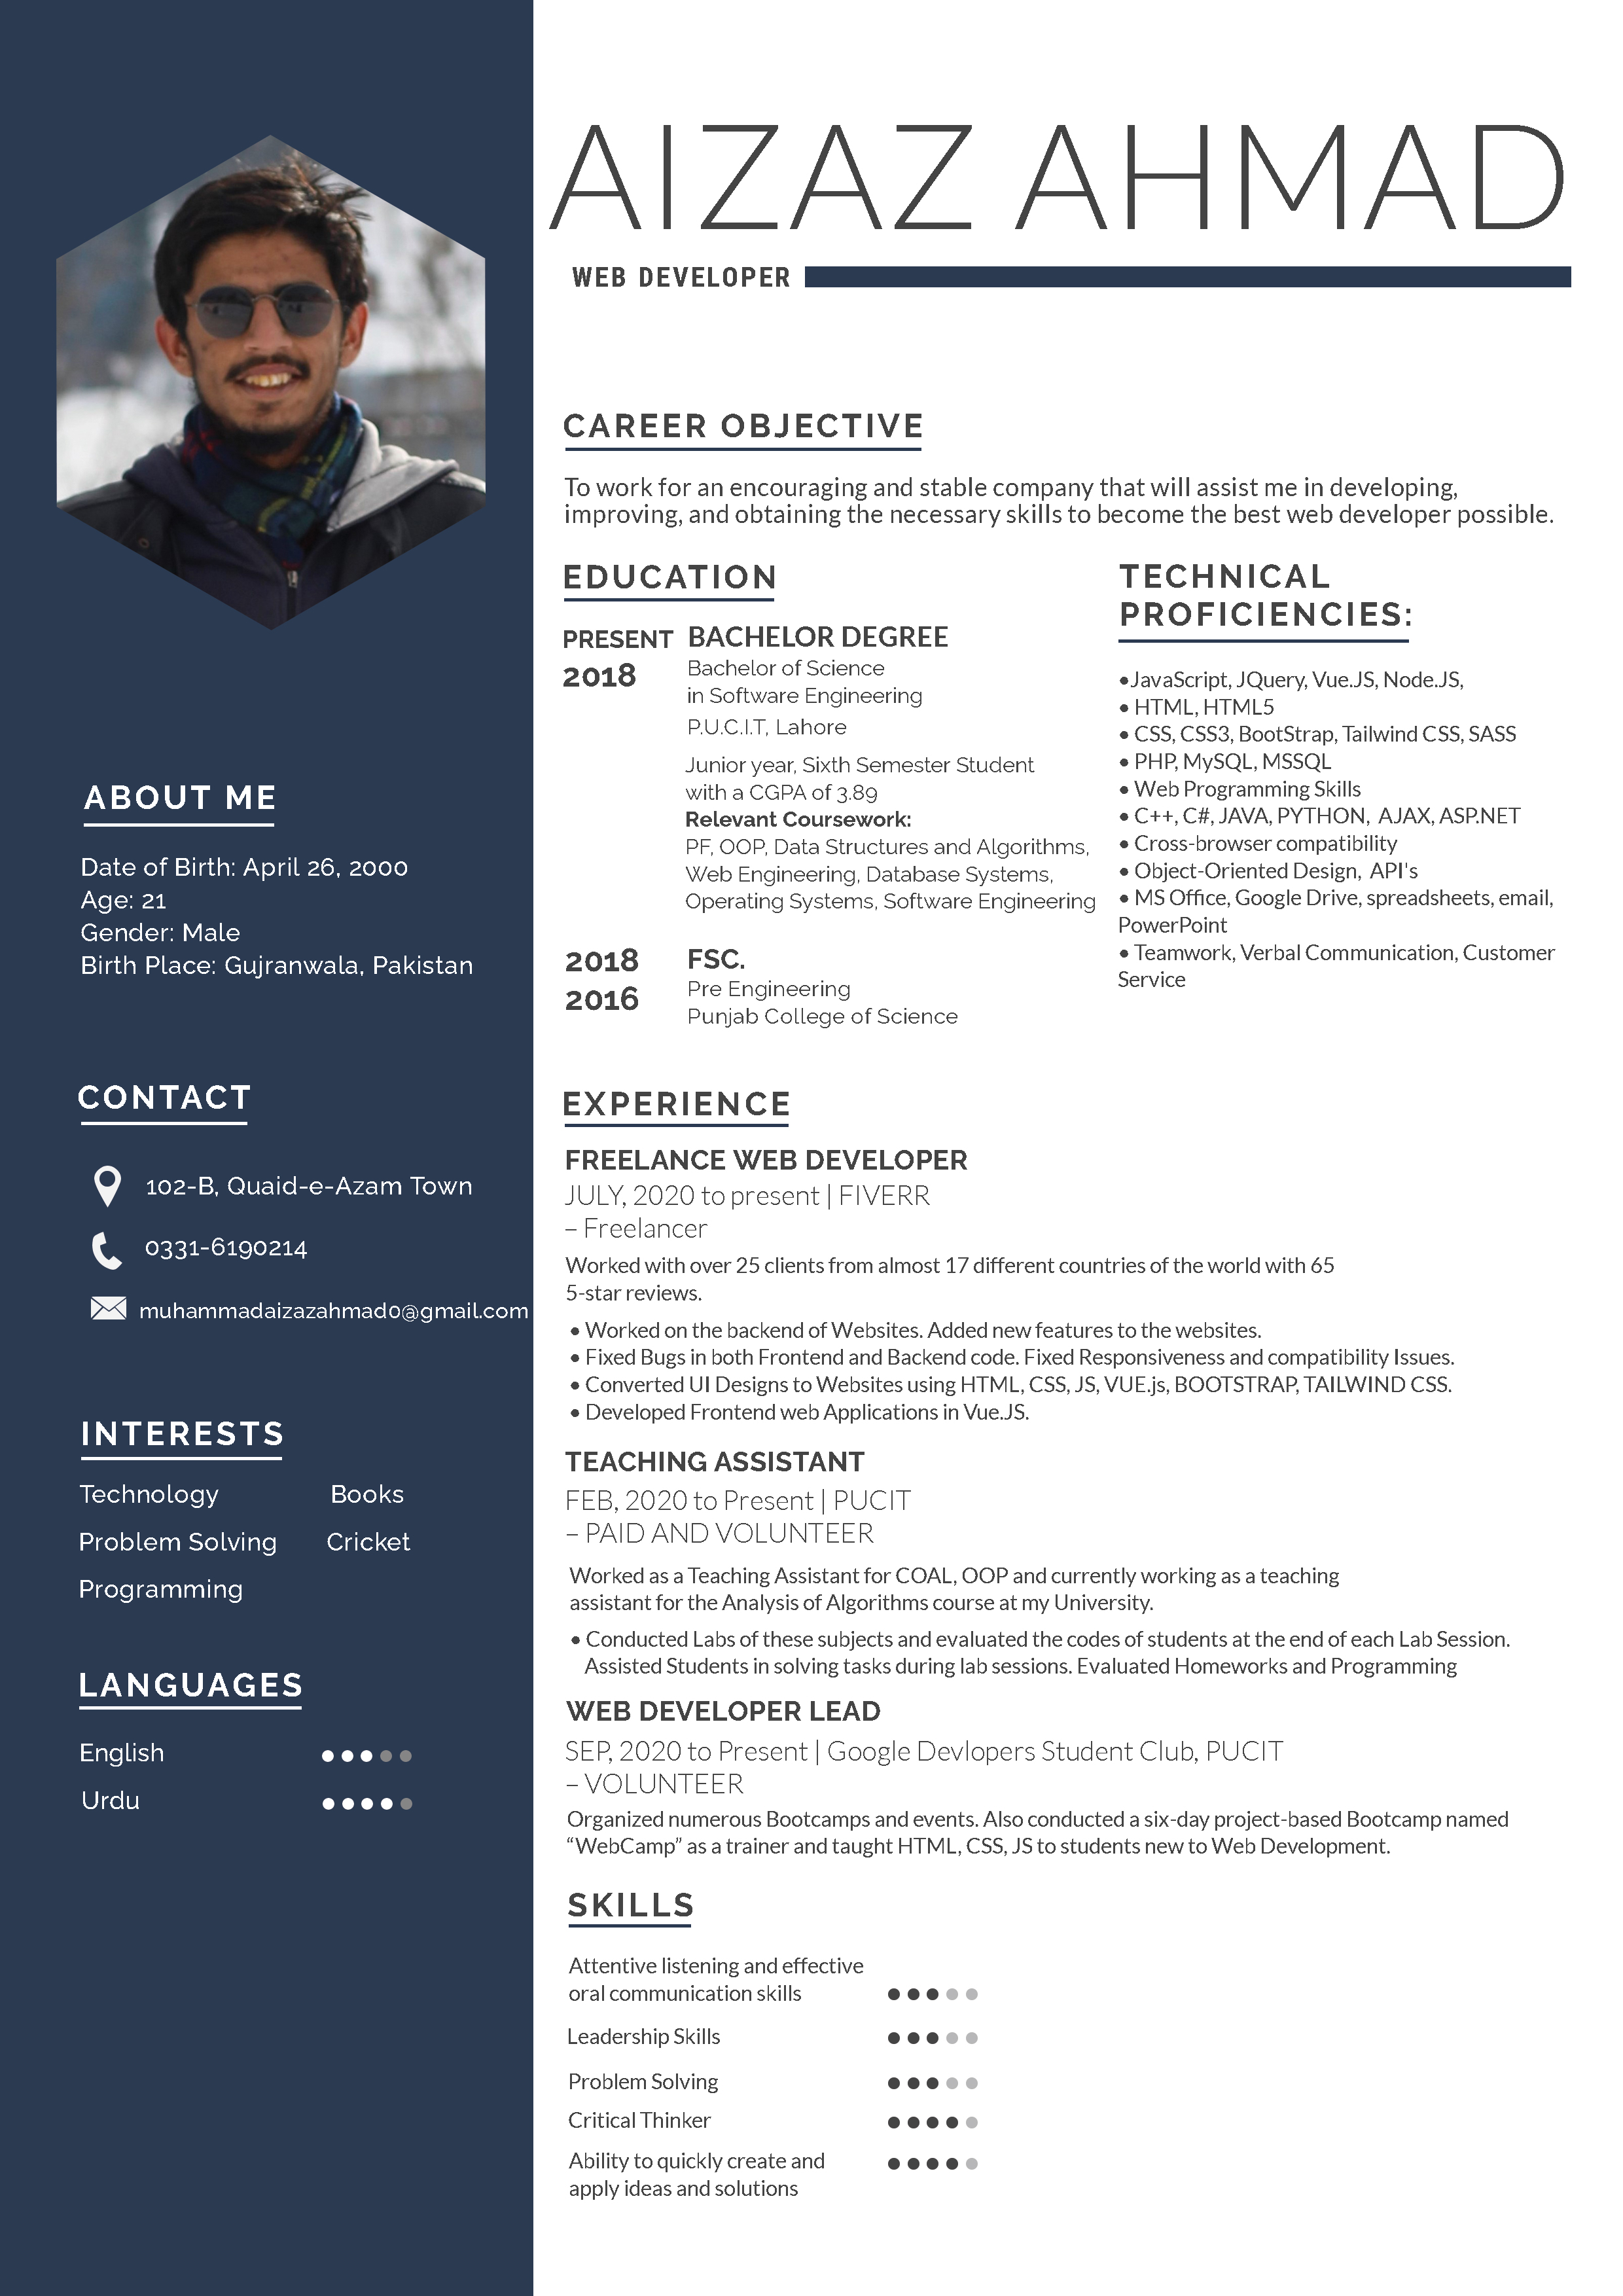 AIZAZ AHMAD
WEB DEVELOPER
ABOUT ME
Date of Birth: April 26, 2000
Age: 21
Gender: Male
Birth Place: Gujranwala, Pakistan
CONTACT
102-B, Quaid-e-Azam Town
0331-6190214
muhammadaizazahmad0@gmail.com
INTERESTS
Technology Books
Problem Solving Cricket
Programming
LANGUAGES
English
Urdu
CAREER OBJECTIVE
To work for an encouraging and stable company that will assist me in developing,
improving, and obtaining the necessary skills to become the best web developer possible.
EDUCATION
PRESENT BACHELOR DEGREE
2018 Bachelor of Science
in Software Engineering
P.U.C.I.T, Lahore
Junior year, Sixth Semester Student
with a CGPA of 3.89
Relevant Coursework:
PF, OOP, Data Structures and Algorithms,
Web Engineering, Database Systems,
Operating Systems, Software Engineering
2018 FSC.
2016 Pre Engineering
Punjab College of Science
TECHNICAL
PROFICIENCIES:
•JavaScript, JQuery, Vue.JS, Node.JS,
• HTML, HTML5
• CSS, CSS3, BootStrap, Tailwind CSS, SASS
• PHP, MySQL, MSSQL
• Web Programming Skills
• C++, C#, JAVA, PYTHON, AJAX, ASP.NET
• Cross-browser compatibility
• Object-Oriented Design, API's
• MS Office, Google Drive, spreadsheets, email,
PowerPoint
• Teamwork, Verbal Communication, Customer
Service
EXPERIENCE
FREELANCE WEB DEVELOPER
JULY, 2020 to present | FIVERR
– Freelancer
Worked with over 25 clients from almost 17 different countries of the world with 65
5-star reviews.
• Worked on the backend of Websites. Added new features to the websites.
• Fixed Bugs in both Frontend and Backend code. Fixed Responsiveness and compatibility Issues.
• Converted UI Designs to Websites using HTML, CSS, JS, VUE.js, BOOTSTRAP, TAILWIND CSS.
• Developed Frontend web Applications in Vue.JS.
TEACHING ASSISTANT
FEB, 2020 to Present | PUCIT
– PAID AND VOLUNTEER
Worked as a Teaching Assistant for COAL, OOP and currently working as a teaching
assistant for the Analysis of Algorithms course at my University.
• Conducted Labs of these subjects and evaluated the codes of students at the end of each Lab Session.
Assisted Students in solving tasks during lab sessions. Evaluated Homeworks and Programming
WEB DEVELOPER LEAD
SEP, 2020 to Present | Google Devlopers Student Club, PUCIT
– VOLUNTEER
Organized numerous Bootcamps and events. Also conducted a six-day project-based Bootcamp named
“WebCamp” as a trainer and taught HTML, CSS, JS to students new to Web Development.
SKILLS
Attentive listening and effective
oral communication skills
Leadership Skills
Problem Solving
Critical Thinker
Ability to quickly create and
apply ideas and solutions